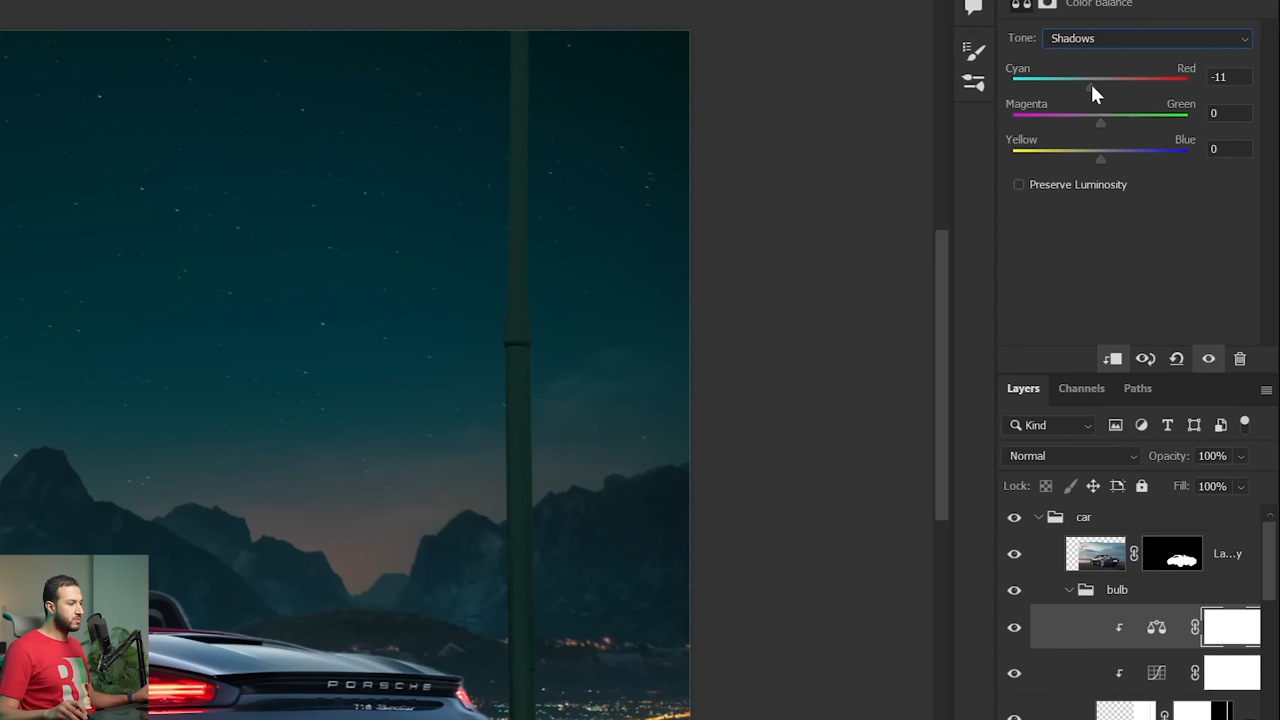 Color Balance
Tone: Shadows
Cyan Red -11
Magenta Green 0
Yellow Blue 0
Preserve Luminosity
Layers Channels Paths
Kind
Normal Opacity: 100%
Lock: Fill: 100%
car
La...y
bulb
PORSCHE
718